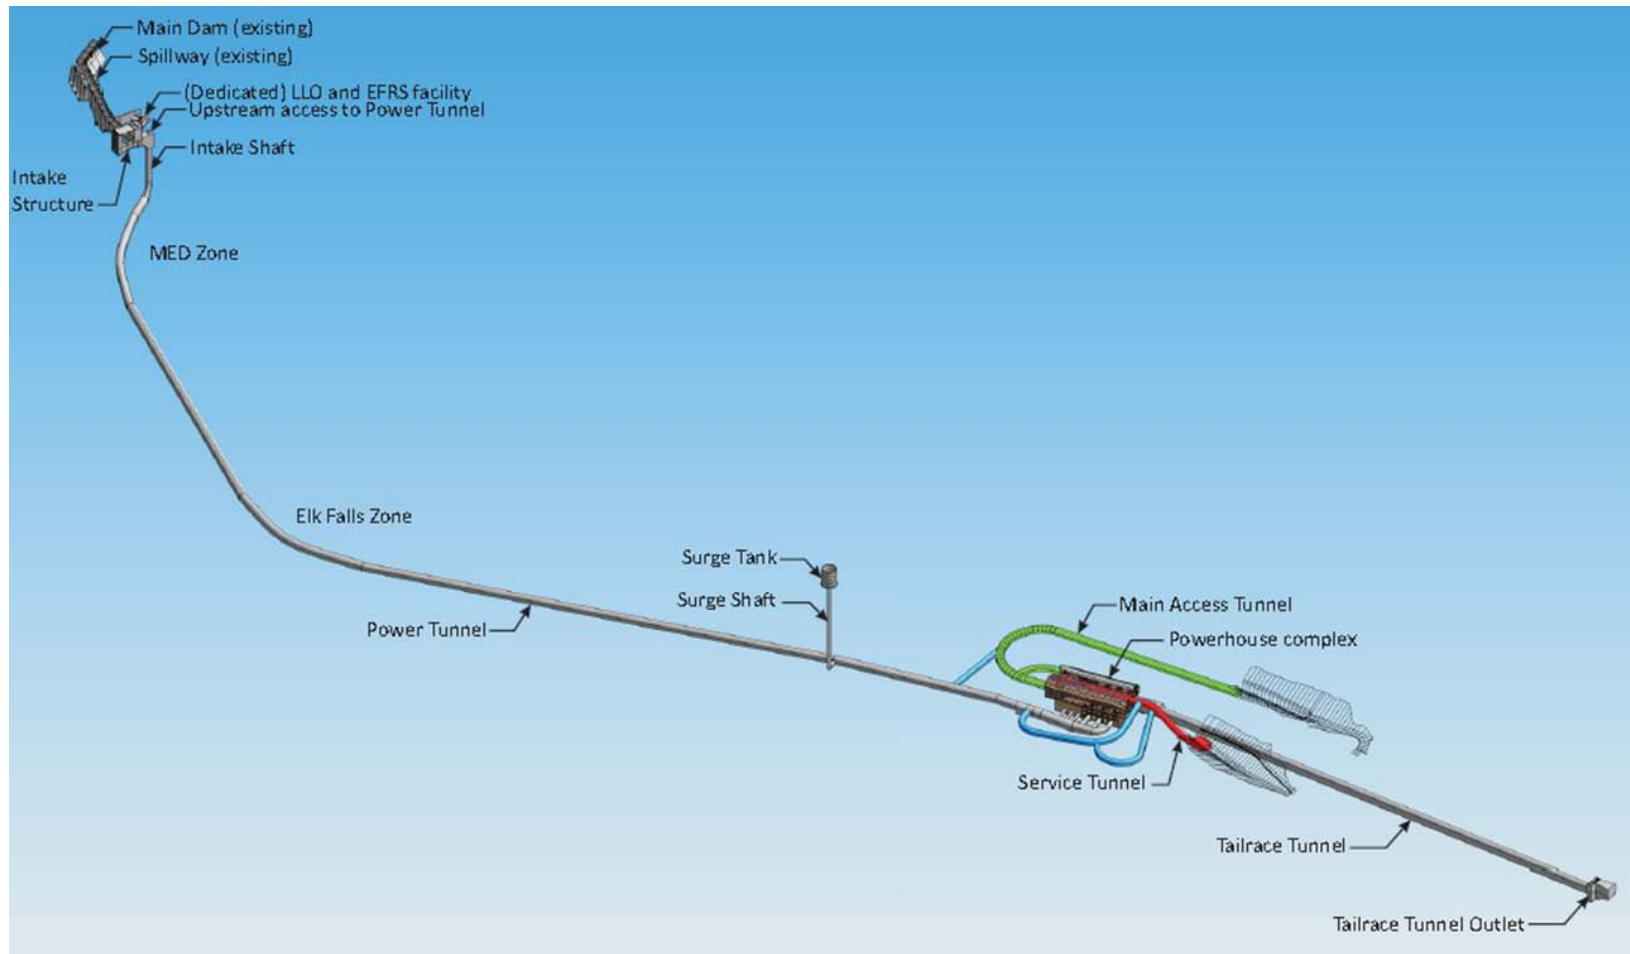 Main Dam (existing)
Spillway (existing)
(Dedicated) LLO and EFRS facility
Upstream access to Power Tunnel
Intake Shaft
Intake
Structure
MED Zone
Elk Falls Zone
Surge Tank
Surge Shaft
Power Tunnel
Main Access Tunnel
Powerhouse complex
Service Tunnel
Tailrace Tunnel
Tailrace Tunnel Outlet